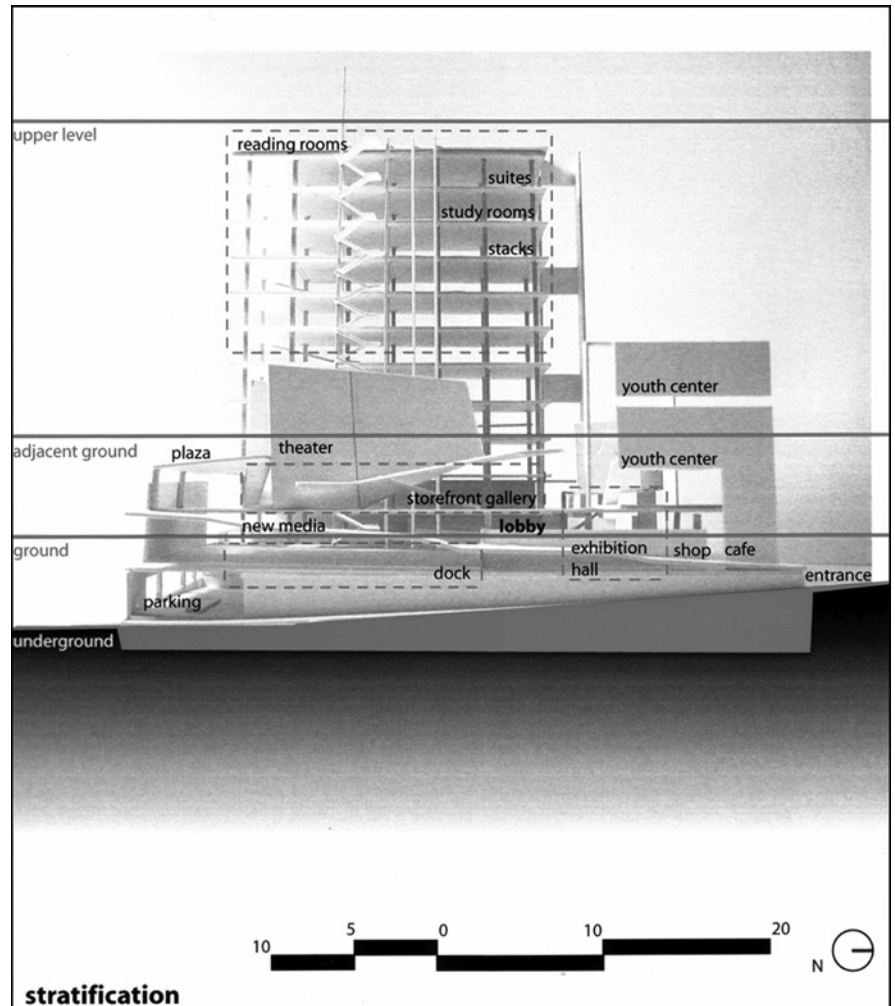 upper level
reading rooms
suites
study rooms
stacks
youth center
adjacent ground
plaza
theater
youth center
storefront gallery
new media
lobby
ground
exhibition
hall
shop
cafe
dock
entrance
parking
underground
10
5
0
10
20
N
stratification